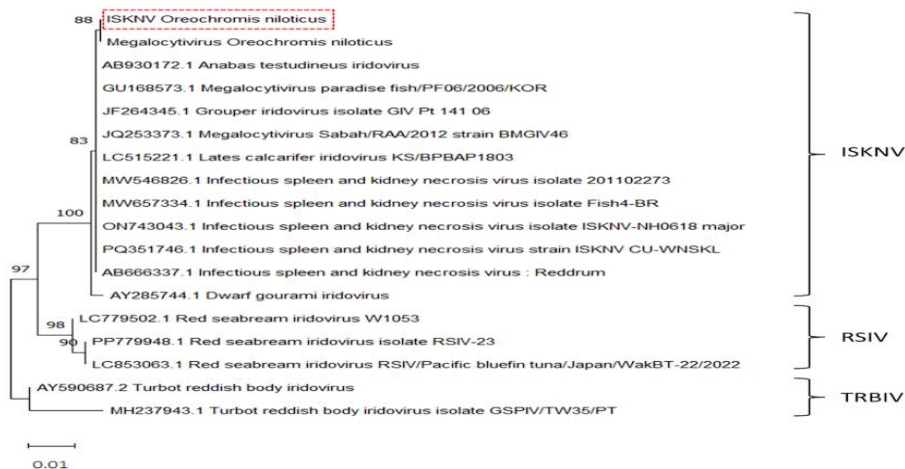 88
ISKNV Oreochromis niloticus
Megalocytivirus Oreochromis niloticus
AB930172.1 Anabas testudineus iridovirus
GU168573.1 Megalocytivirus paradise fish/PF06/2006/KOR
JF264345.1 Grouper iridovirus isolate GIV Pt 141 06
83
JQ253373.1 Megalocytivirus Sabah/RAA/2012 strain BMGIV46
LC515221.1 Lates calcarifer iridovirus KS/BPBAP1803
ISKNV
MW546826.1 Infectious spleen and kidney necrosis virus isolate 201102273
MW657334.1 Infectious spleen and kidney necrosis virus isolate Fish4-BR
100
ON743043.1 Infectious spleen and kidney necrosis virus isolate ISKNV-NH0618 major
PQ351746.1 Infectious spleen and kidney necrosis virus strain ISKNV CU-WNSKL
AB666337.1 Infectious spleen and kidney necrosis virus : Reddrum
97
AY285744.1 Dwarf gourami iridovirus
LC779502.1 Red seabream iridovirus W1053
98
90
PP779948.1 Red seabream iridovirus isolate RSIV-23
RSIV
LC853063.1 Red seabream iridovirus RSIV/Pacific bluefin tuna/Japan/WakBT-22/2022
AY590687.2 Turbot reddish body iridovirus
TRBIV
MH237943.1 Turbot reddish body iridovirus isolate GSPIV/TW35/PT
0.01